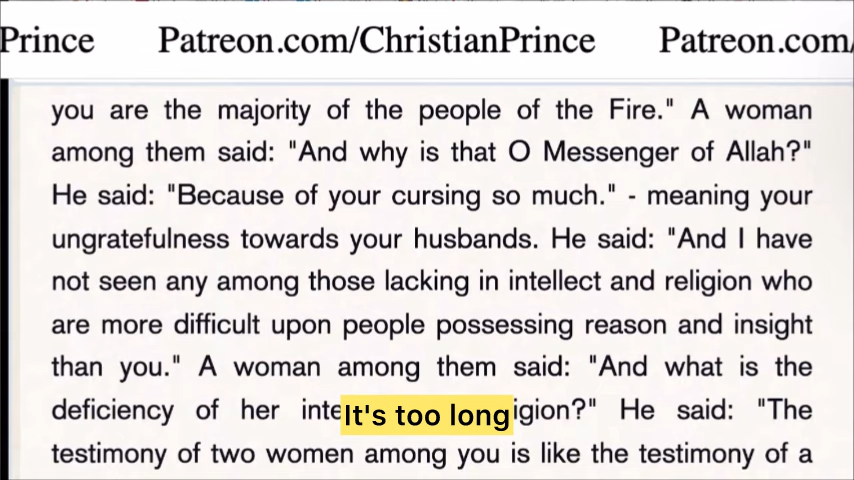 Prince Patreon.com/ChristianPrince Patreon.com/
you are the majority of the people of the Fire." A woman
among them said: "And why is that O Messenger of Allah?"
He said: "Because of your cursing so much." - meaning your
ungratefulness towards your husbands. He said: "And I have
not seen any among those lacking in intellect and religion who
are more difficult upon people possessing reason and insight
than you." A woman among them said: "And what is the
deficiency of her inte It's too long igion?" He said: "The
testimony of two women among you is like the testimony of a